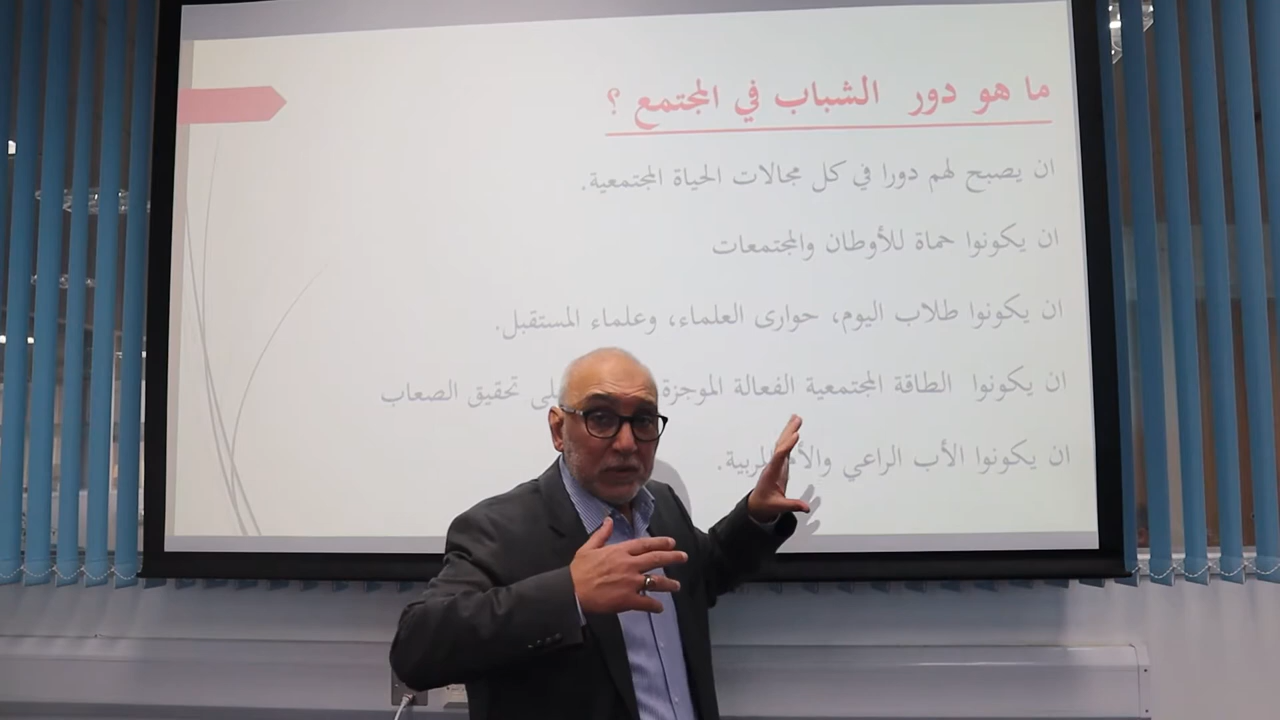 ما هو دور الشباب في المجتمع ؟
ان يصبح لهم دورا في كل مجالات الحياة المجتمعية.
ان يكونوا حماة للأوطان والمجتمعات
ان يكونوا طلاب اليوم، حوارى العلماء، وعلماء المستقبل.
ان يكونوا الطاقة المجتمعية الفعالة الموجزة تحقيق الصعاب
ان يكونوا الأب الراعي المربية.